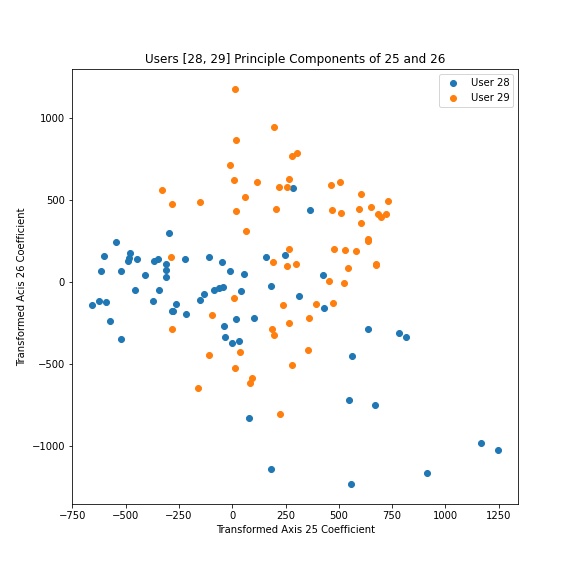 Users [28, 29] Principle Components of 25 and 26
User 28
User 29
Transformed Acis 26 Coefficient
1000
500
0
−500
−1000
−750
−500
−250
0
250
500
750
1000
1250
Transformed Axis 25 Coefficient